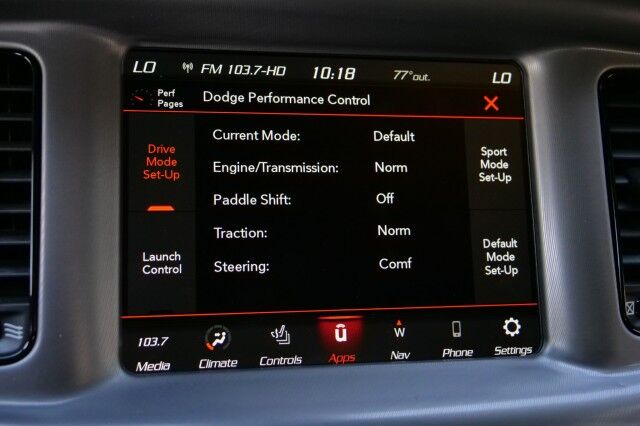 LO FM 103.7-HD 10:18 77°out. LO
Perf
Pages
Dodge Performance Control
Drive
Mode
Set-Up
Launch
Control
Current Mode: Default
Engine/Transmission: Norm
Paddle Shift: Off
Traction: Norm
Steering: Comf
Sport
Mode
Set-Up
Default
Mode
Set-Up
103.7
W
Media Climate Controls Apps Nav Phone Settings